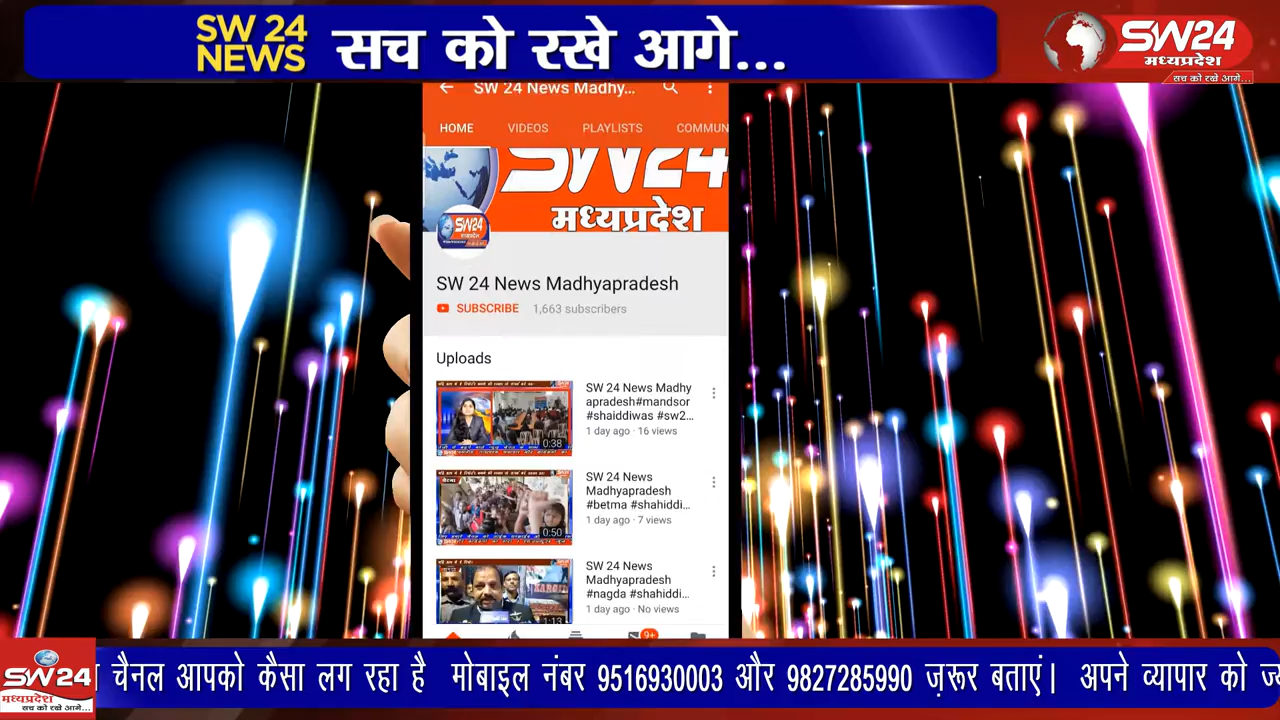 SW 24
NEWS
सच को रखे आगे...
SW24
मध्यप्रदेश
सच को रखे आगे...
SW 24 News Madhy...
HOME VIDEOS PLAYLISTS COMMUN
SW24
मध्यप्रदेश
SW24
SW 24 News Madhyapradesh
SUBSCRIBE 1,663 subscribers
Uploads
SW 24 News Madhy
apradesh#mandsor
#shaiddiwas #sw2...
1 day ago · 16 views
0:38
SW 24 News
Madhyapradesh
#betma #shahiddi...
1 day ago · 7 views
0:50
SW 24 News
Madhyapradesh
#nagda #shahiddi...
1 day ago · No views
1:13
9+
SW24
मध्यप्रदेश
सच को रखे आगे...
चैनल आपको कैसा लग रहा है मोबाइल नंबर 9516930003 और 9827285990 ज़रूर बताएं| अपने व्यापार को